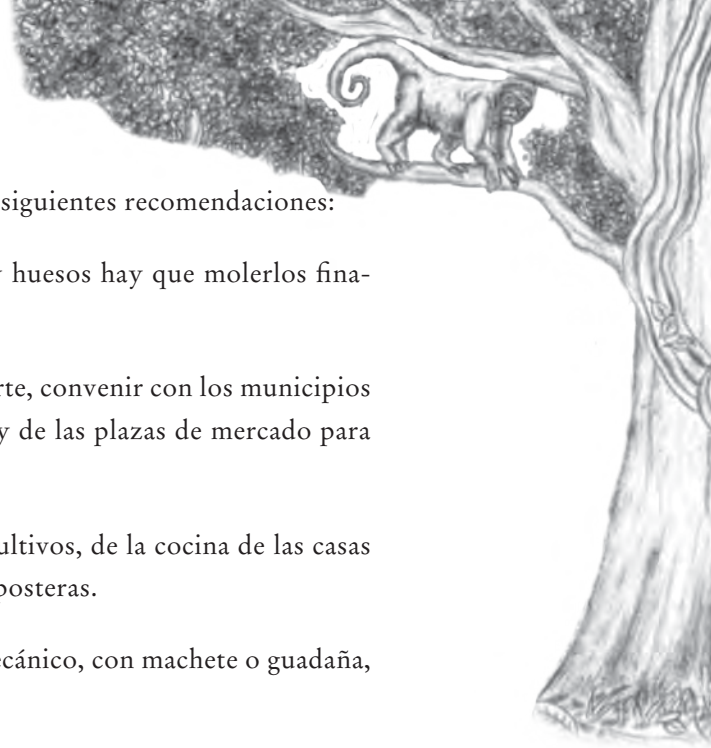 siguientes recomendaciones:
huesos hay que molerlos fina-
rte, convenir con los municipios
y de las plazas de mercado para
ultivos, de la cocina de las casas
posteras.
ecánico, con machete o guadaña,